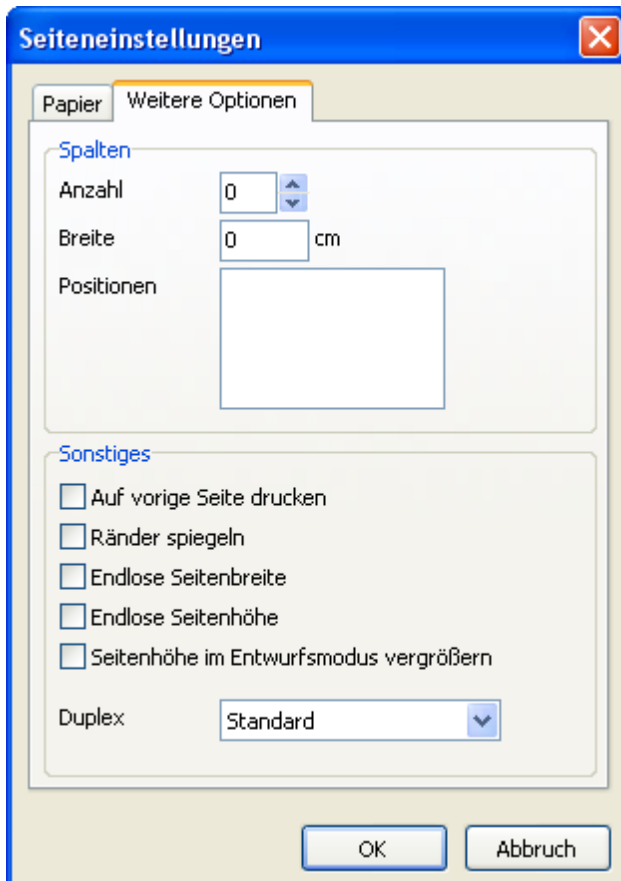 Seiteneinstellungen
Papier
Weitere Optionen
Spalten
Anzahl 0
Breite 0 cm
Positionen
Sonstiges
Auf vorige Seite drucken
Ränder spiegeln
Endlose Seitenbreite
Endlose Seitenhöhe
Seitenhöhe im Entwurfsmodus vergrößern
Duplex Standard
OK Abbruch